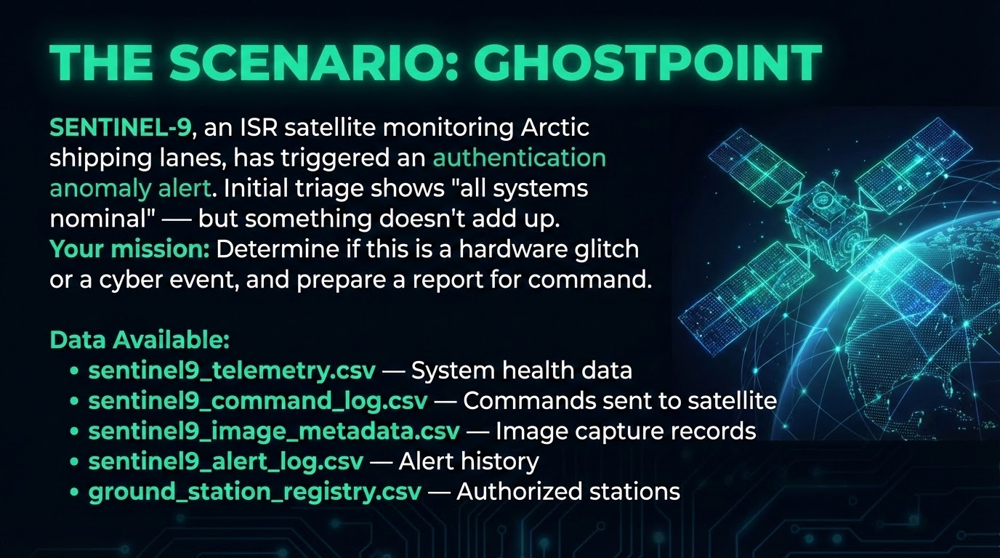 THE SCENARIO: GHOSTPOINT
SENTINEL-9, an ISR satellite monitoring Arctic
shipping lanes, has triggered an authentication
anomaly alert. Initial triage shows "all systems
nominal" — but something doesn't add up.
Your mission: Determine if this is a hardware glitch
or a cyber event, and prepare a report for command.
Data Available:
• sentinel9_telemetry.csv — System health data
• sentinel9_command_log.csv — Commands sent to satellite
• sentinel9_image_metadata.csv — Image capture records
• sentinel9_alert_log.csv — Alert history
• ground_station_registry.csv — Authorized stations